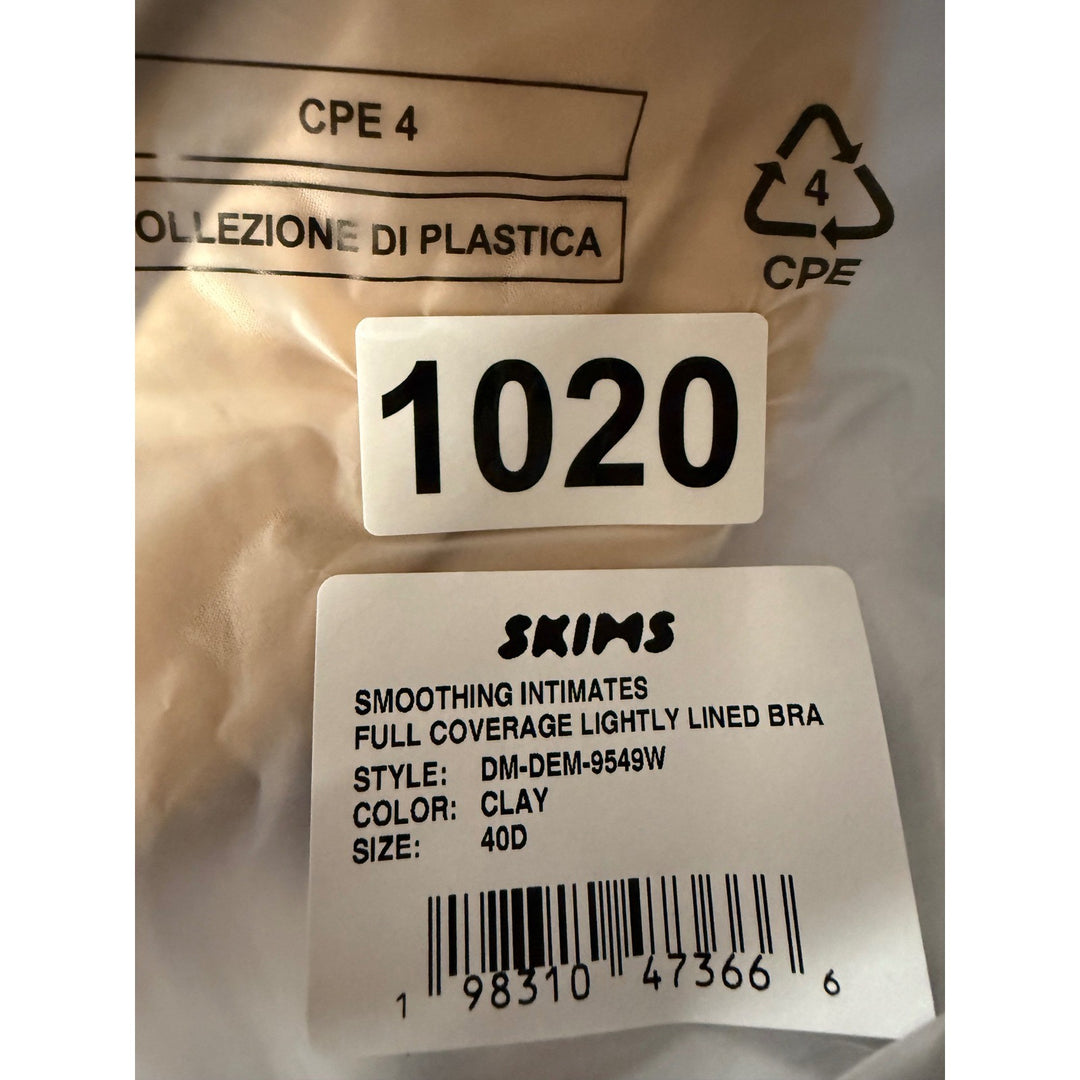 CPE 4
OLLEZIONE DI PLASTICA
4
CPE
1020
SKIMS
SMOOTHING INTIMATES
FULL COVERAGE LIGHTLY LINED BRA
STYLE: DM-DEM-9549W
COLOR: CLAY
SIZE: 40D
1 98310 47366 6